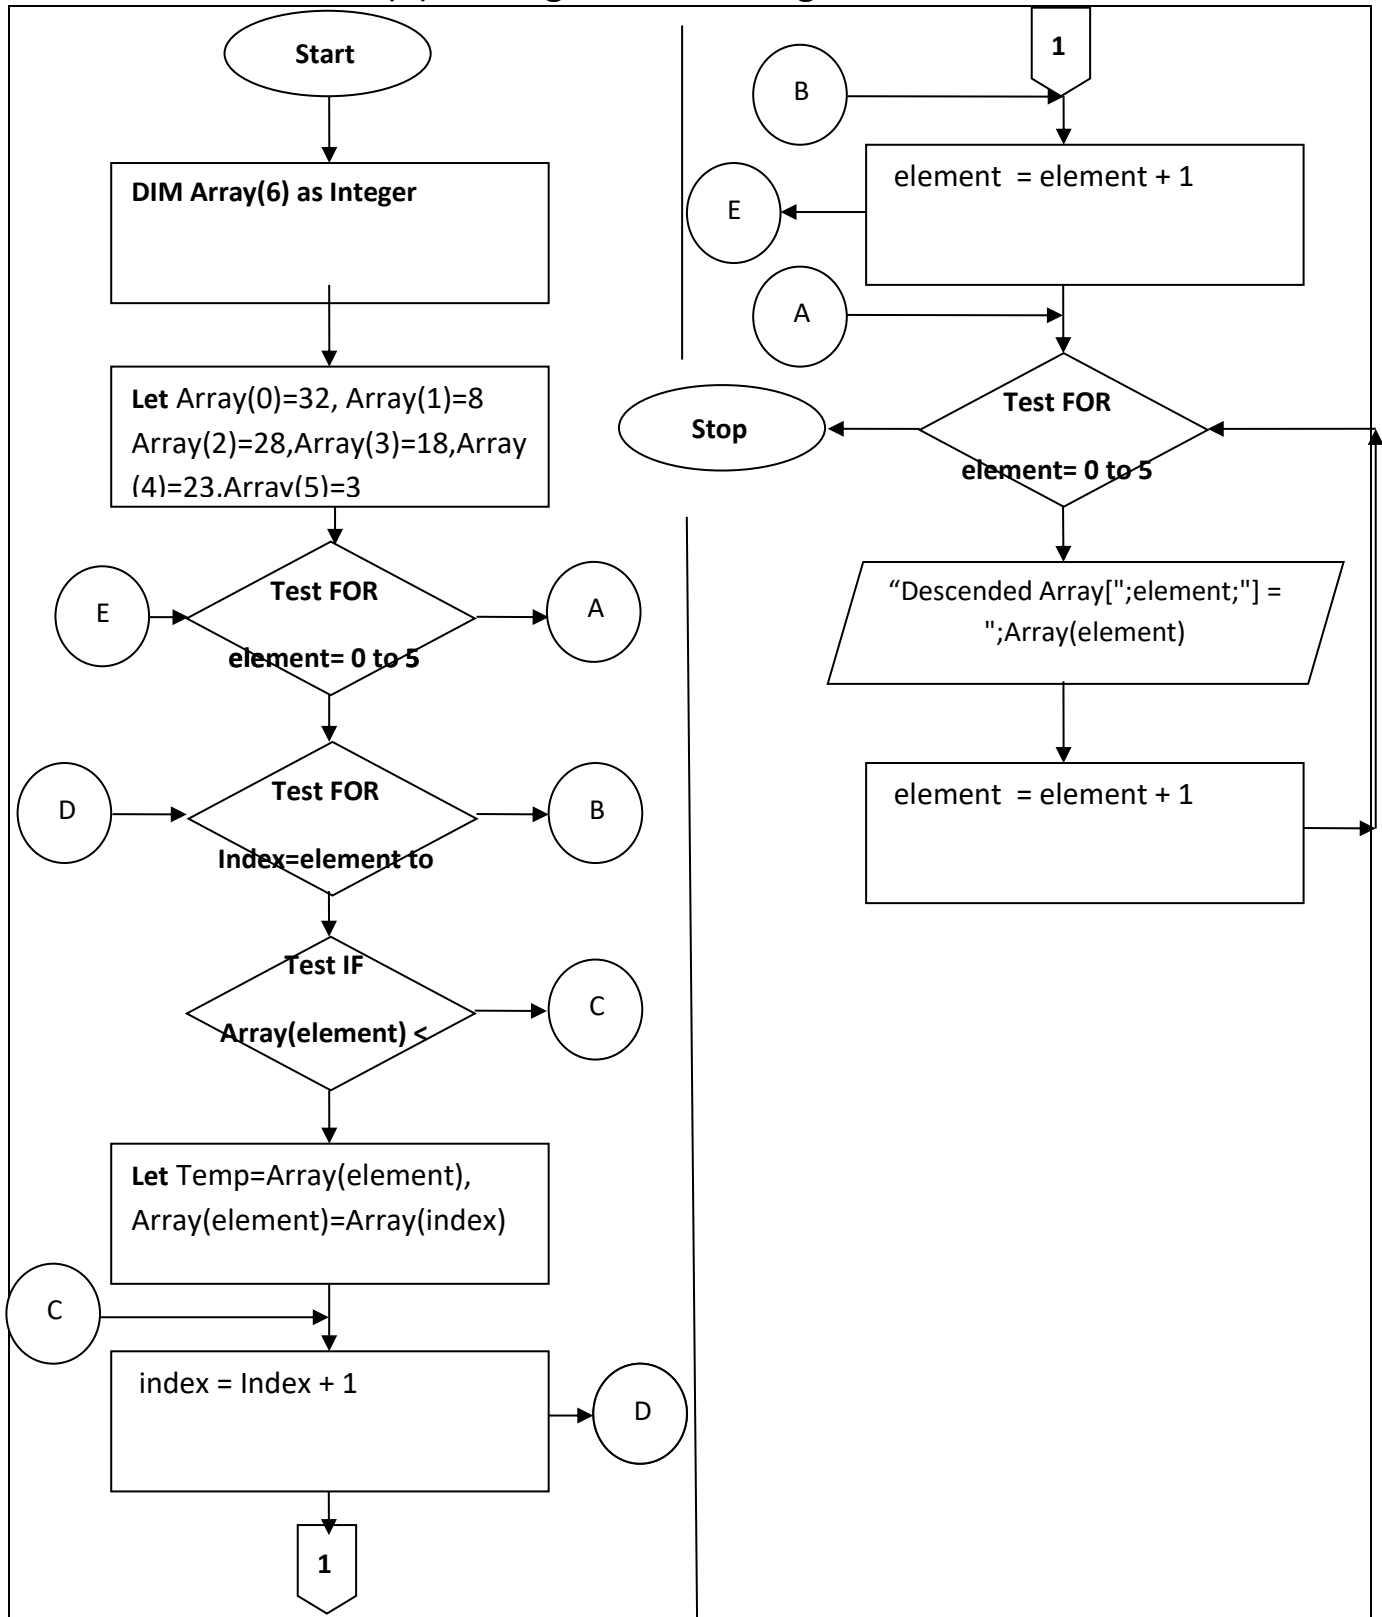 Start
DIM Array(6) as Integer
Let Array(0)=32, Array(1)=8
Array(2)=28,Array(3)=18,Array
(4)=23,Array(5)=3
E
Test FOR
element= 0 to 5
A
D
Test FOR
Index=element to
B
Test IF
Array(element) <
C
Let Temp=Array(element),
Array(element)=Array(index)
C
index = Index + 1
D
1
1
B
element = element + 1
E
A
Test FOR
element= 0 to 5
Stop
“Descended Array[";element;"] =
";Array(element)
element = element + 1